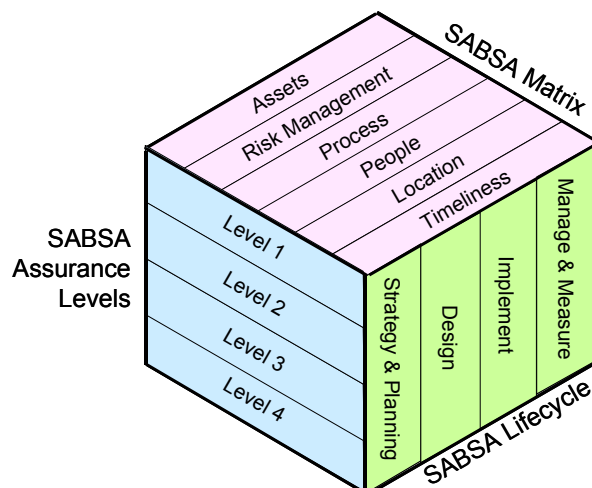 SABSA Matrix
Assets
Risk Management
Process
People
Location
Timeliness
SABSA
Assurance
Levels
Level 1
Level 2
Level 3
Level 4
Strategy & Planning
Design
Implement
Manage & Measure
SABSA Lifecycle